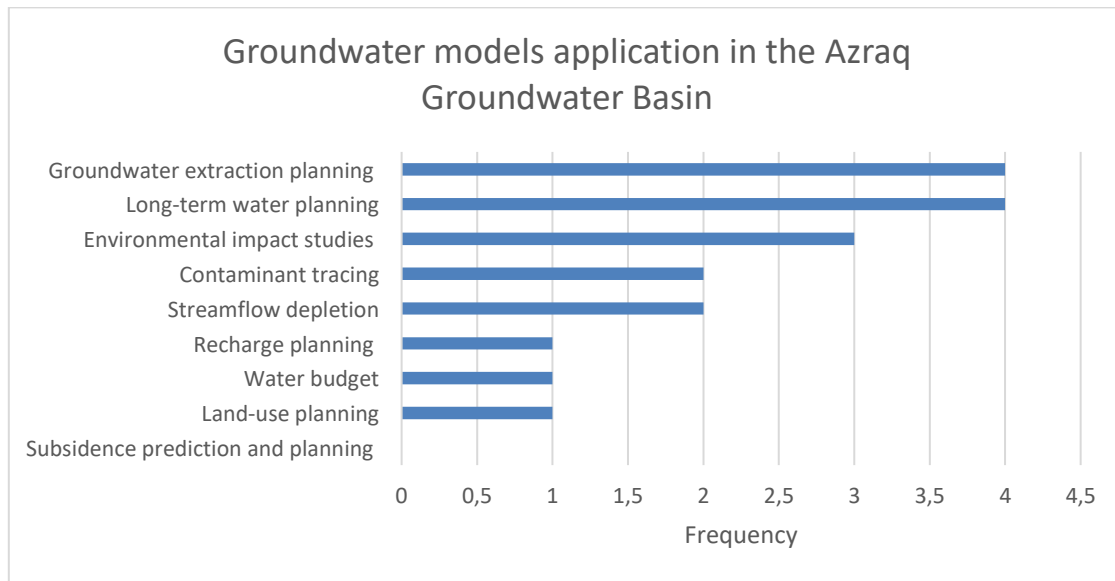 Groundwater models application in the Azraq
Groundwater Basin
Groundwater extraction planning
Long-term water planning
Environmental impact studies
Contaminant tracing
Streamflow depletion
Recharge planning
Water budget
Land-use planning
Subsidence prediction and planning
0 0,5 1 1,5 2 2,5 3 3,5 4 4,5
Frequency